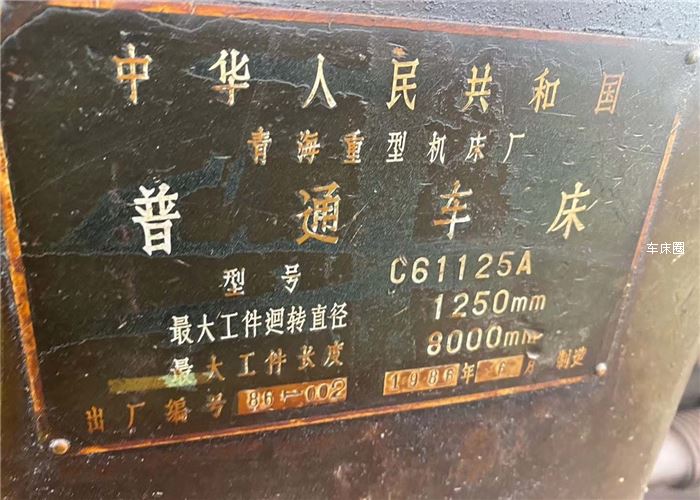 中华人民共和国
青海重型机床厂
普通车床
型号 C61125A
最大工件迴转直径 1250mm
最大工件长度 8000mm
出厂编号 86-002 1986年6月 制造
车床圈